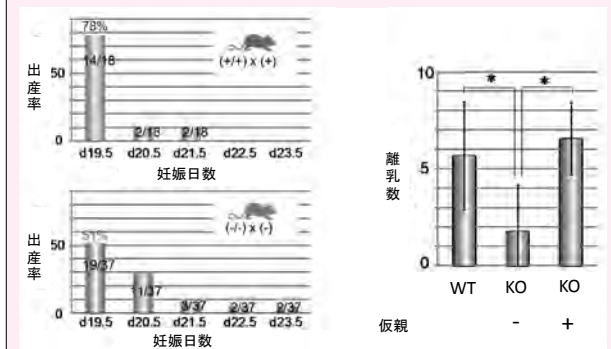 78%
(+/+) x (+)
14/18
出産率
50
0
2/18
2/18
d19.5
d20.5
d21.5
d22.5
d23.5
妊娠日数
51%
(-/-) x (-)
出産率
50
19/37
11/37
3/37
2/37
2/37
0
d19.5
d20.5
d21.5
d22.5
d23.5
妊娠日数
10
*
*
離乳数
5
0
WT
KO
KO
仮親
-
+